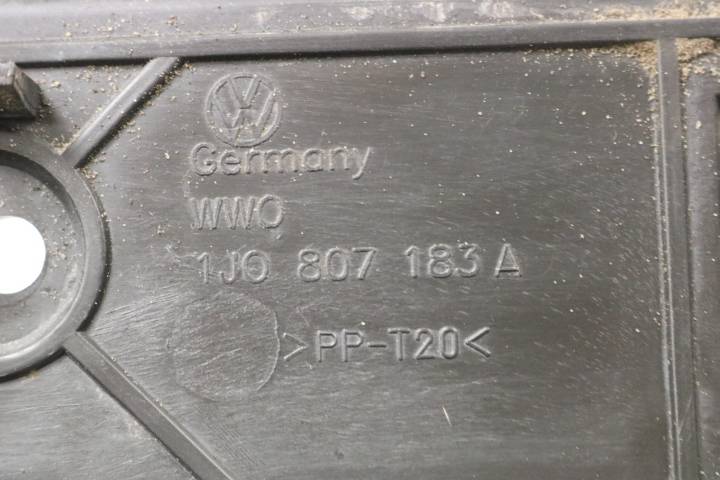 Germany
WWO
1J0 807 183 A
>PP-T20<